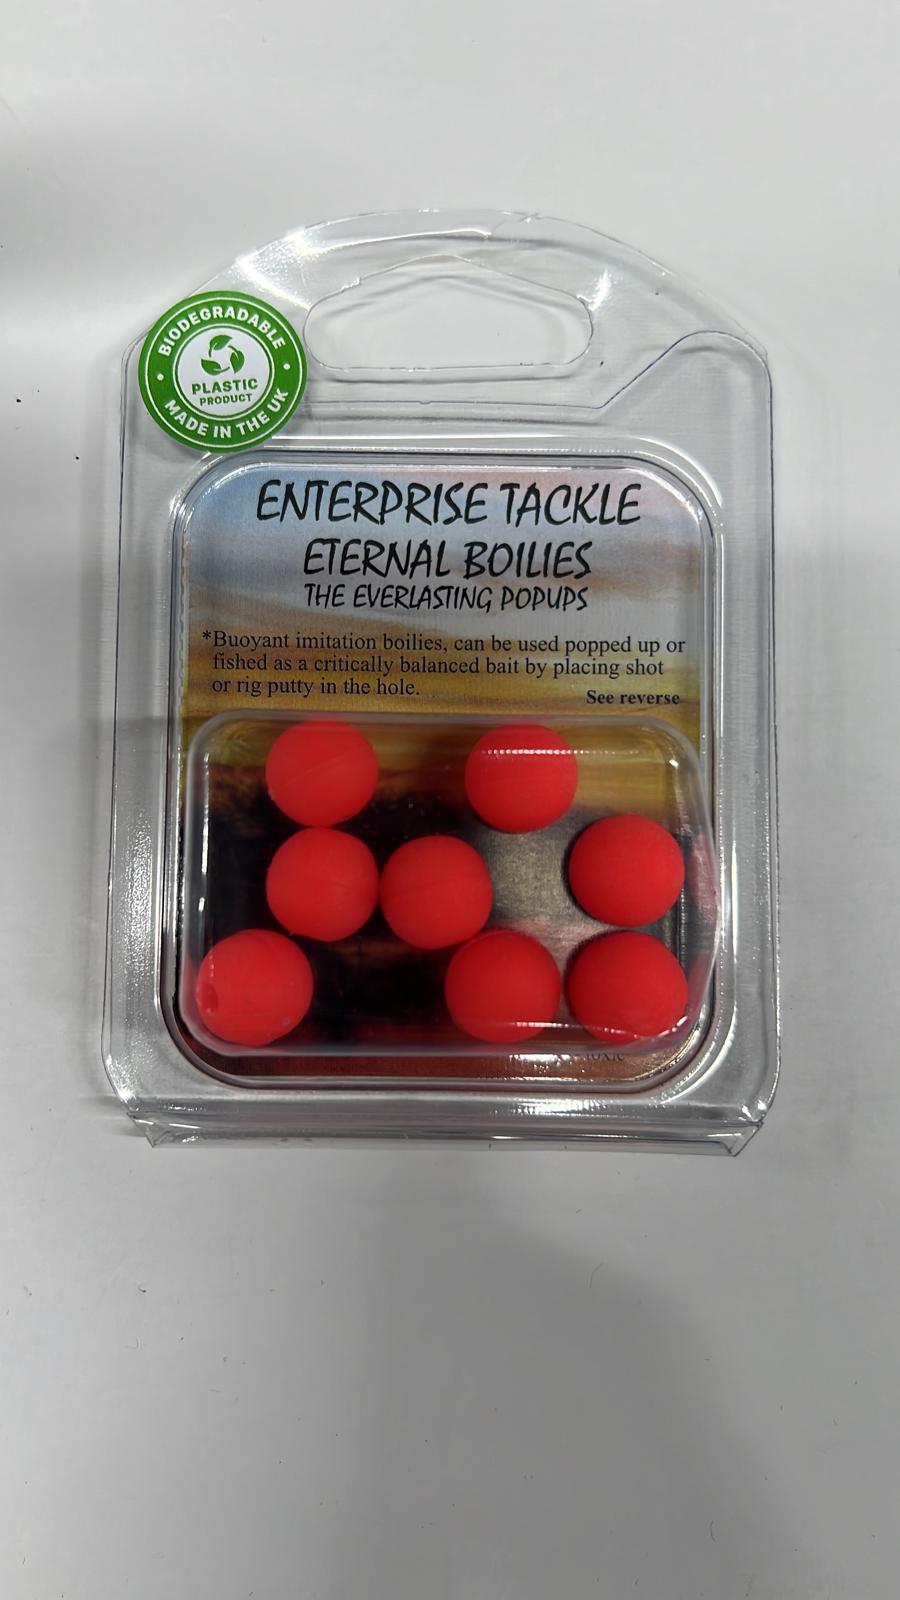 BIODEGRADABLE
PLASTIC
PRODUCT
MADE IN THE UK
ENTERPRISE TACKLE
ETERNAL BOILIES
THE EVERLASTING POPUPS
*Buoyant imitation boilies, can be used popped up or
fished as a critically balanced bait by placing shot
or rig putty in the hole.
See reverse